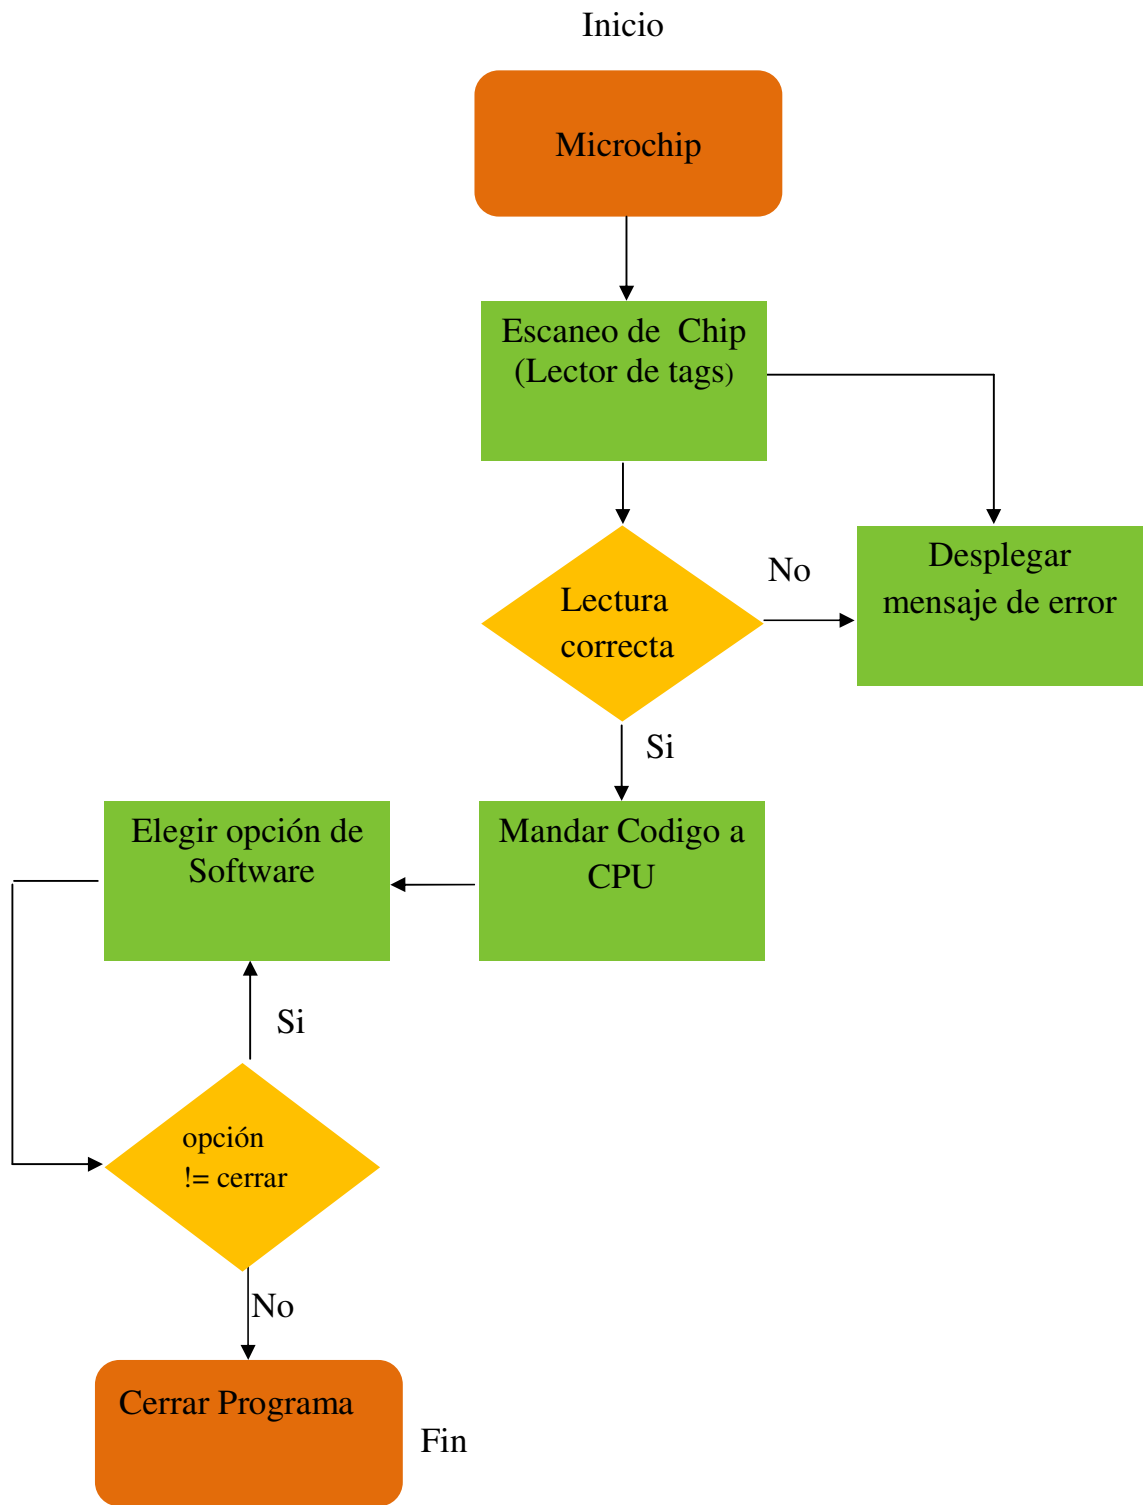 Inicio
Microchip
Escaneo de Chip
(Lector de tags)
No
Desplegar
mensaje de error
Lectura
correcta
Si
Elegir opción de
Software
Mandar Codigo a
CPU
Si
opción
!= cerrar
No
Cerrar Programa
Fin